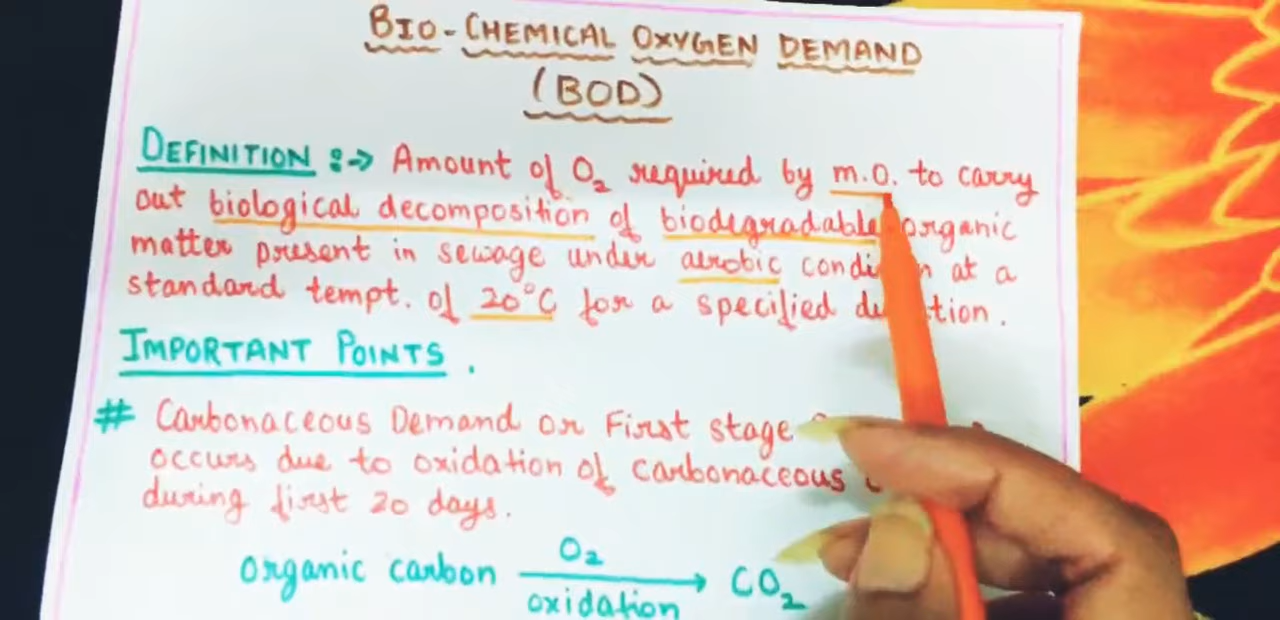 BIO-CHEMICAL OXYGEN DEMAND
(BOD)
DEFINITION :-> Amount of O₂ required by m.O. to carry
out biological decomposition of biodegradable organic
matter present in sewage under aerobic at a
standard tempt. of 20°C for a specified
IMPORTANT POINTS.
# Carbonaceous Demand or First stage
occurs due to oxidation of carbonaceous
during first 20 days.
organic carbon O₂ oxidation → CO₂